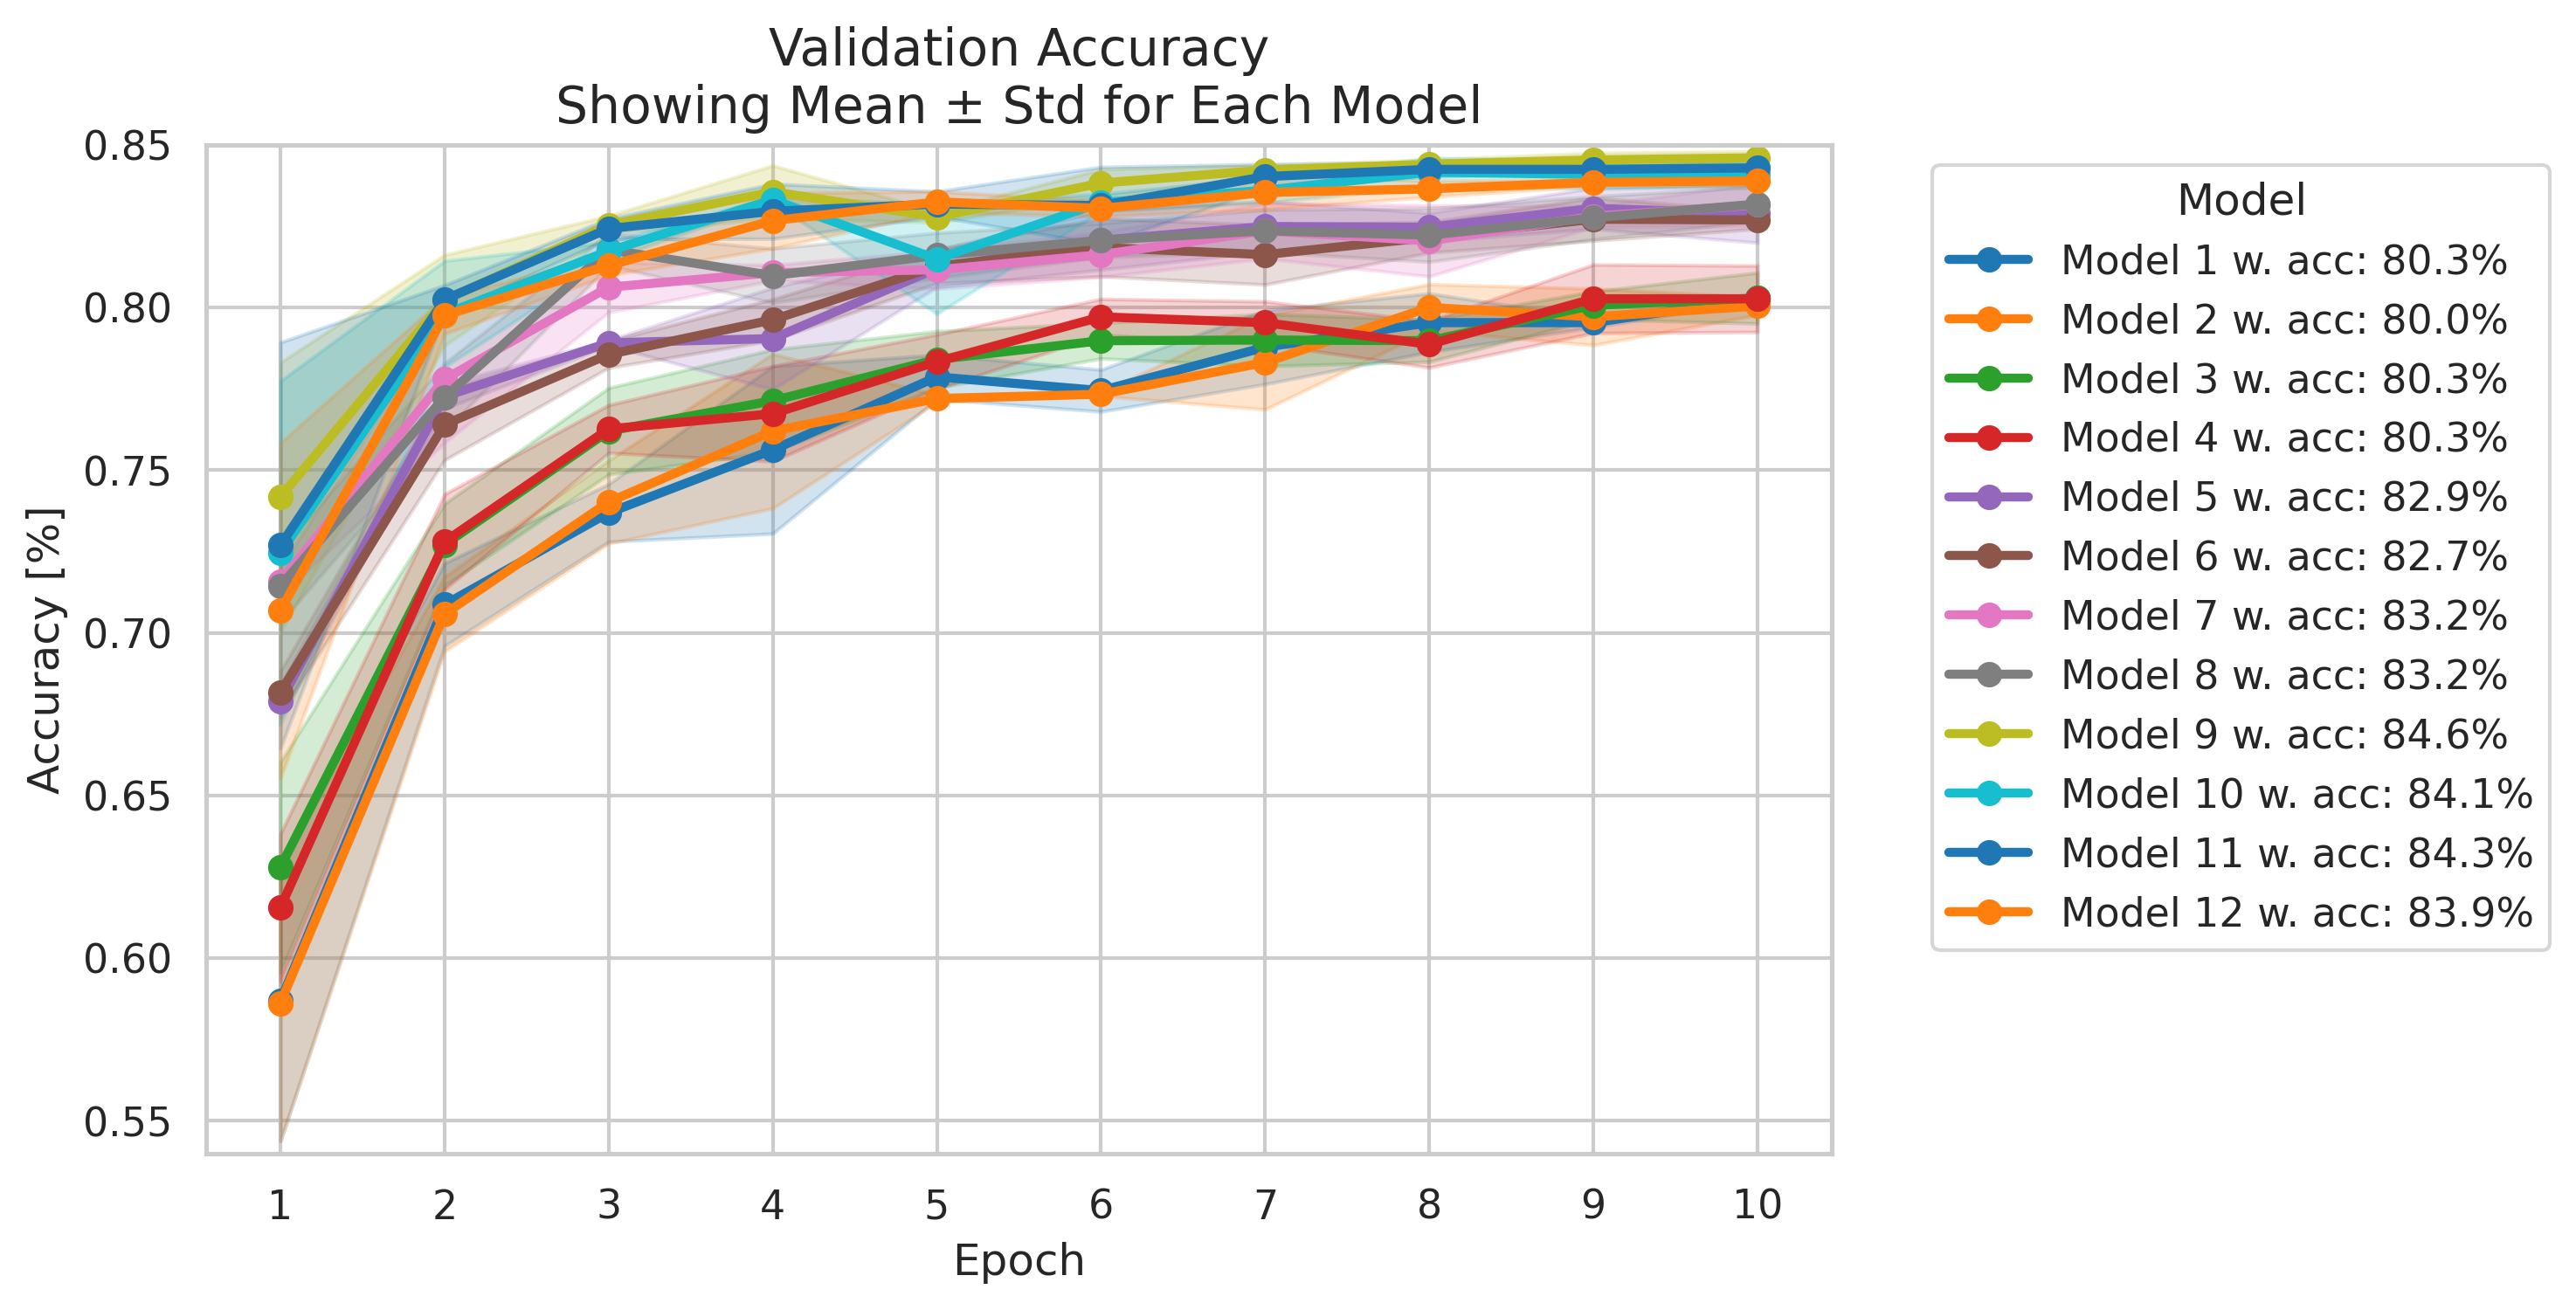 Validation Accuracy
Showing Mean ± Std for Each Model
0.85
0.80
0.75
0.70
0.65
0.60
0.55
Accuracy [%]
1 2 3 4 5 6 7 8 9 10
Epoch
Model
Model 1 w. acc: 80.3%
Model 2 w. acc: 80.0%
Model 3 w. acc: 80.3%
Model 4 w. acc: 80.3%
Model 5 w. acc: 82.9%
Model 6 w. acc: 82.7%
Model 7 w. acc: 83.2%
Model 8 w. acc: 83.2%
Model 9 w. acc: 84.6%
Model 10 w. acc: 84.1%
Model 11 w. acc: 84.3%
Model 12 w. acc: 83.9%